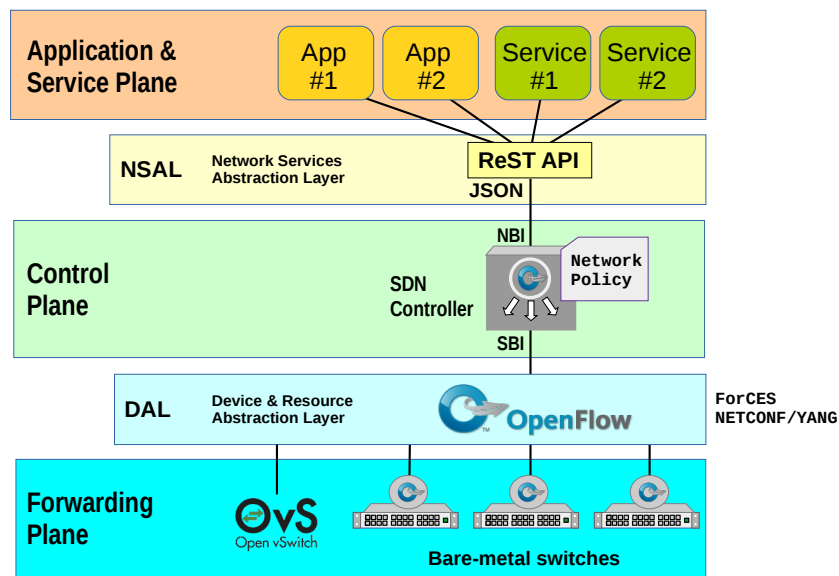 Application &
Service Plane
App
#1
App
#2
Service
#1
Service
#2
NSAL
Network Services
Abstraction Layer
ReST API
JSON
Control
Plane
NBI
SDN
Controller
Network
Policy
SBI
DAL
Device & Resource
Abstraction Layer
OpenFlow
TM
ForCES
NETCONF/YANG
Forwarding
Plane
OvS
Open vSwitch
Bare-metal switches